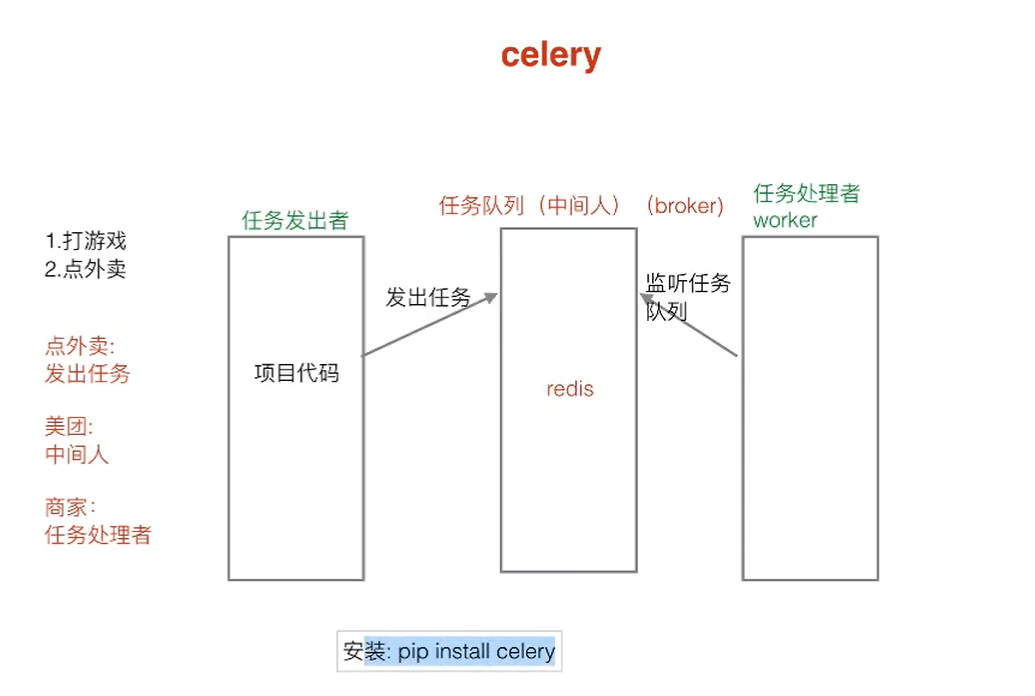 celery
1.打游戏
2.点外卖
点外卖:
发出任务
美团:
中间人
商家:
任务处理者
任务发出者
项目代码
发出任务
任务队列（中间人）（broker)
redis
监听任务
队列
任务处理者
worker
安装: pip install celery